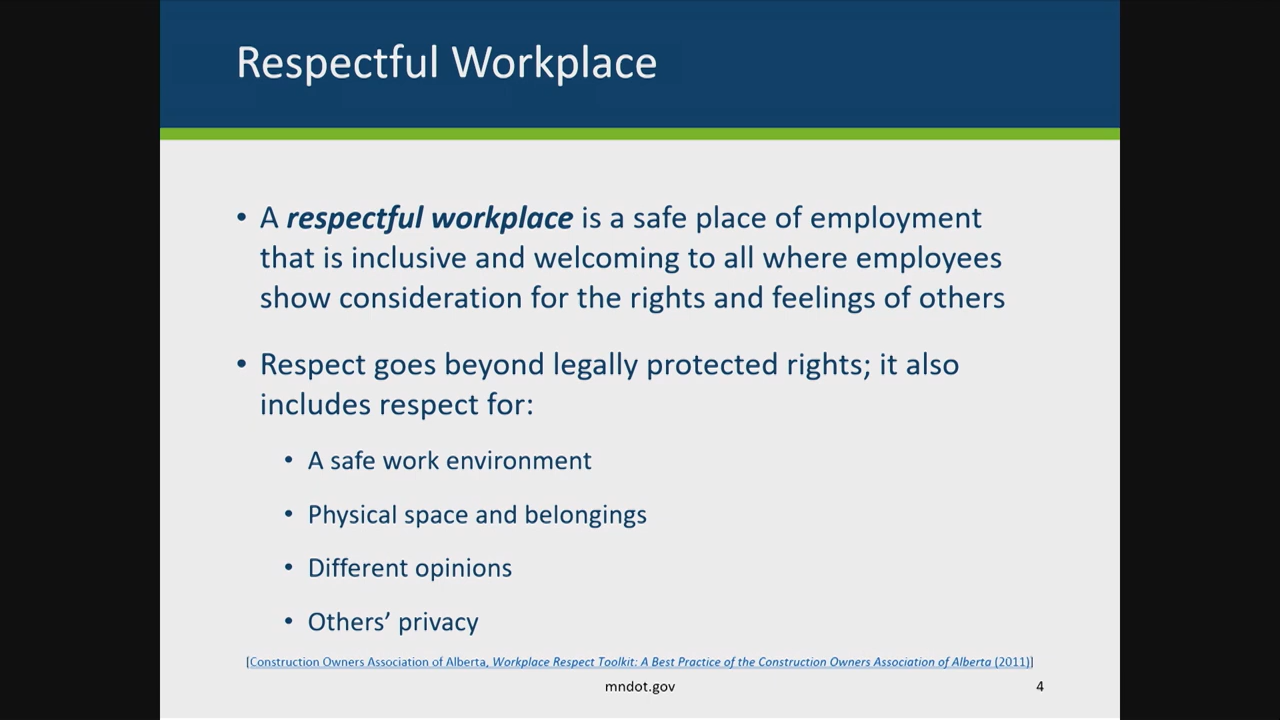 Respectful Workplace
• A respectful workplace is a safe place of employment
that is inclusive and welcoming to all where employees
show consideration for the rights and feelings of others
• Respect goes beyond legally protected rights; it also
includes respect for:
• A safe work environment
• Physical space and belongings
• Different opinions
• Others’ privacy
[Construction Owners Association of Alberta, Workplace Respect Toolkit: A Best Practice of the Construction Owners Association of Alberta (2011)]
mndot.gov 4